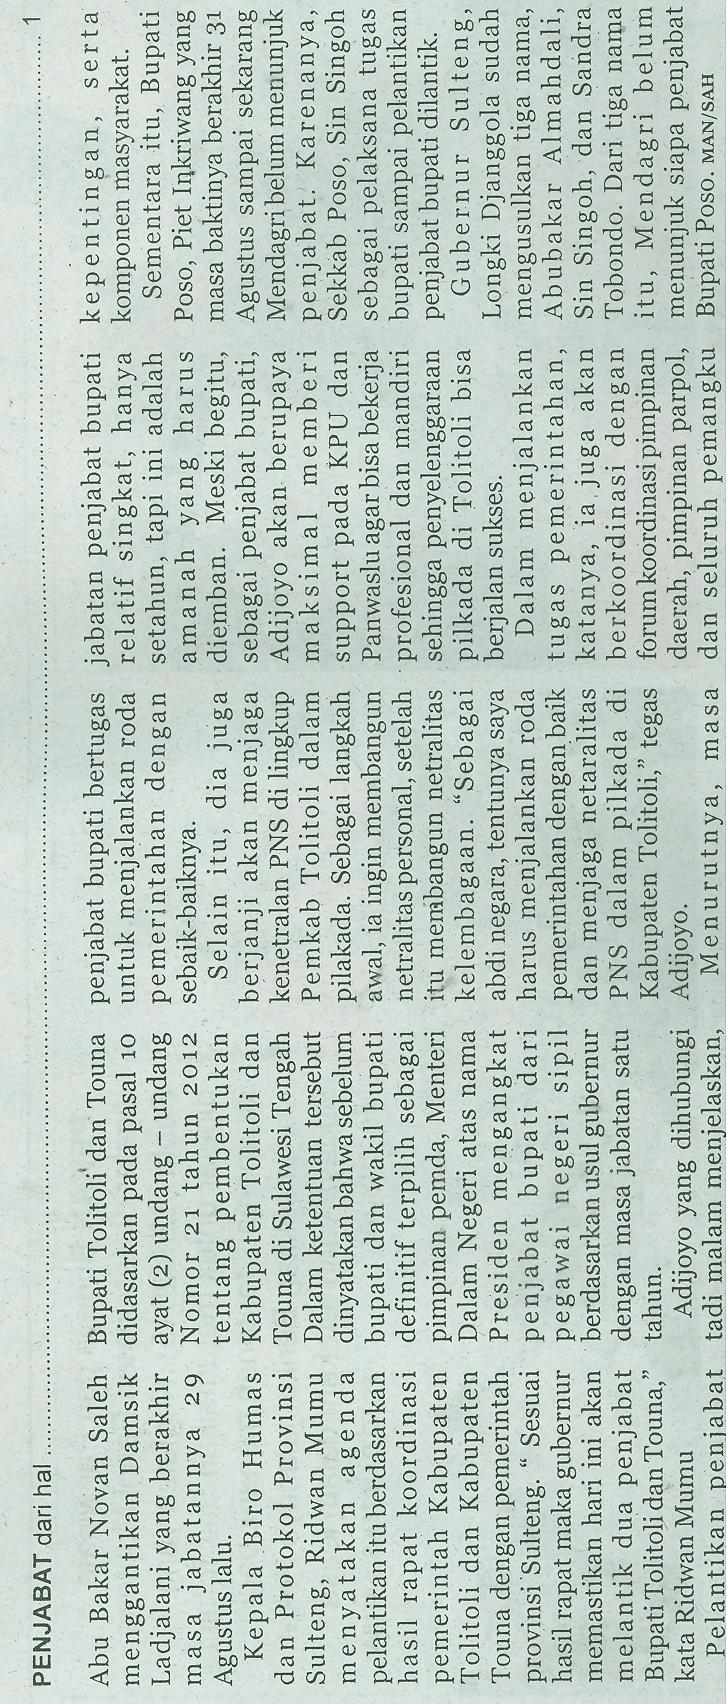 PENJABAT dari hal ........................................................................ 1
Abu Bakar Novan Saleh
menggantikan Damsik
Ladjalani yang berakhir
masa jabatannya 29
Agustus lalu.
Kepala Biro Humas
dan Protokol Provinsi
Sulteng, Ridwan Mumu
menyatakan agenda
pelantikan itu berdasarkan
hasil rapat koordinasi
pemerintah Kabupaten
Tolitoli dan Kabupaten
Touna dengan pemerintah
provinsi Sulteng. “ Sesuai
hasil rapat maka gubernur
memastikan hari ini akan
melantik dua penjabat
Bupati Tolitoli dan Touna,”
kata Ridwan Mumu
Pelantikan penjabat
Bupati Tolitoli dan Touna
didasarkan pada pasal 10
ayat (2) undang – undang
Nomor 21 tahun 2012
tentang pembentukan
Kabupaten Tolitoli dan
Touna di Sulawesi Tengah
Dalam ketentuan tersebut
dinyatakan bahwa sebelum
bupati dan wakil bupati
definitif terpilih sebagai
pimpinan pemda, Menteri
Dalam Negeri atas nama
Presiden mengangkat
penjabat bupati dari
pegawai negeri sipil
berdasarkan usul gubernur
dengan masa jabatan satu
tahun.
Adijoyo yang dihubungi
tadi malam menjelaskan,
penjabat bupati bertugas
untuk menjalankan roda
pemerintahan dengan
sebaik-baiknya.
Selain itu, dia juga
berjanji akan menjaga
kenetralan PNS di lingkup
Pemkab Tolitoli dalam
pilakada. Sebagai langkah
awal, ia ingin membangun
netralitas personal, setelah
itu membangun netralitas
kelembagaan. “Sebagai
abdi negara, tentunya saya
harus menjalankan roda
pemerintahan dengan baik
dan menjaga netaralitas
PNS dalam pilkada di
Kabupaten Tolitoli,” tegas
Adijoyo.
Menurutnya, masa
jabatan penjabat bupati
relatif singkat, hanya
setahun, tapi ini adalah
amanah yang harus
diemban. Meski begitu,
sebagai penjabat bupati,
Adijoyo akan berupaya
maksimal memberi
support pada KPU dan
Panwaslu agar bisa bekerja
profesional dan mandiri
sehingga penyelenggaraan
pilkada di Tolitoli bisa
berjalan sukses.
Dalam menjalankan
tugas pemerintahan,
katanya, ia juga akan
berkoordinasi dengan
forum koordinasi pimpinan
daerah, pimpinan parpol,
dan seluruh pemangku
kepentingan, serta
komponen masyarakat.
Sementara itu, Bupati
Poso, Piet Inkriwang yang
masa baktinya berakhir 31
Agustus sampai sekarang
Mendagri belum menunjuk
penjabat. Karenanya,
Sekkab Poso, Sin Singoh
sebagai pelaksana tugas
bupati sampai pelantikan
penjabat bupati dilantik.
Gubernur Sulteng,
Longki Djanggola sudah
mengusulkan tiga nama,
Abubakar Almahdali,
Sin Singoh, dan Sandra
Tobondo. Dari tiga nama
itu, Mendagri belum
menunjuk siapa penjabat
Bupati Poso. MAN/SAH